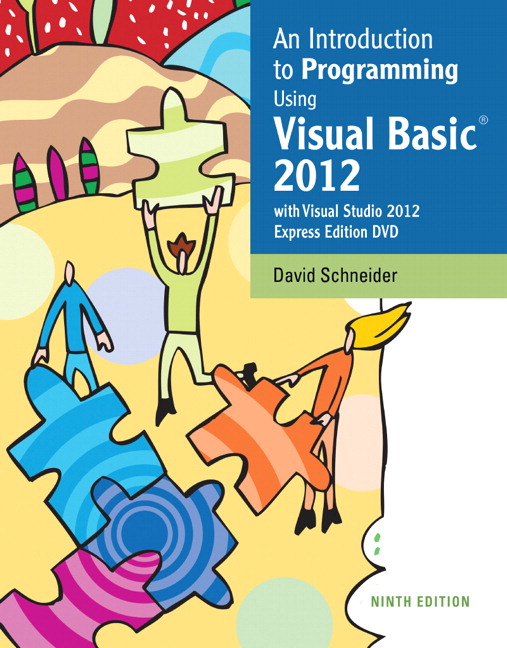 An Introduction
to Programming
Using
Visual Basic®
2012
with Visual Studio 2012
Express Edition DVD
David Schneider
NINTH EDITION